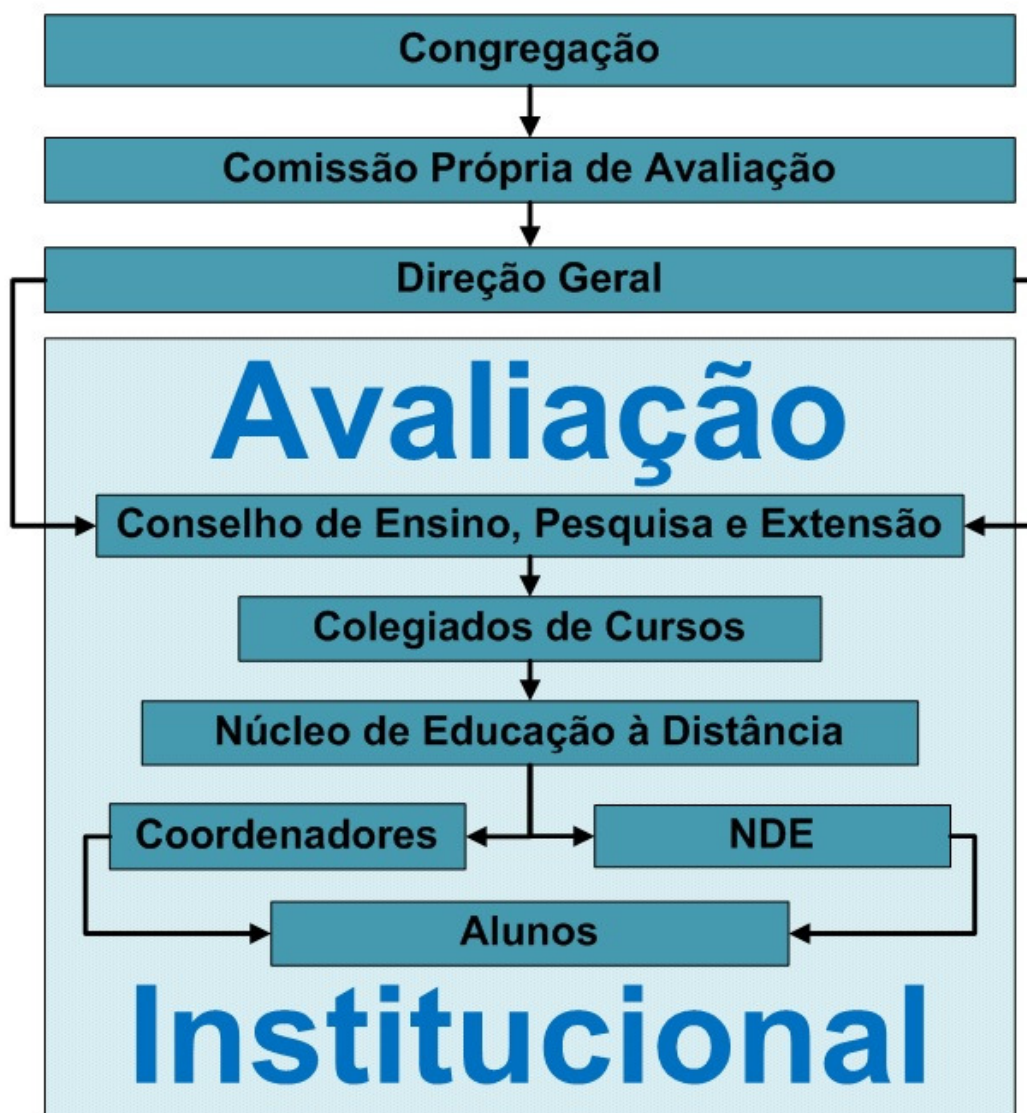 Congregação
Comissão Própria de Avaliação
Direção Geral
Avaliação
Conselho de Ensino, Pesquisa e Extensão
Colegiados de Cursos
Núcleo de Educação à Distância
Coordenadores
NDE
Alunos
Institucional